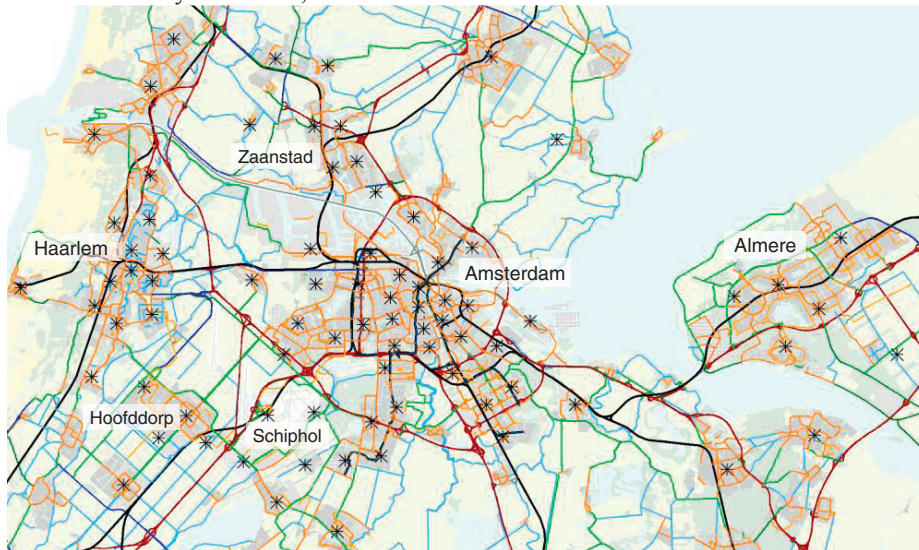 Zaanstad
Haarlem
Almere
Amsterdam
Hoofddorp
Schiphol